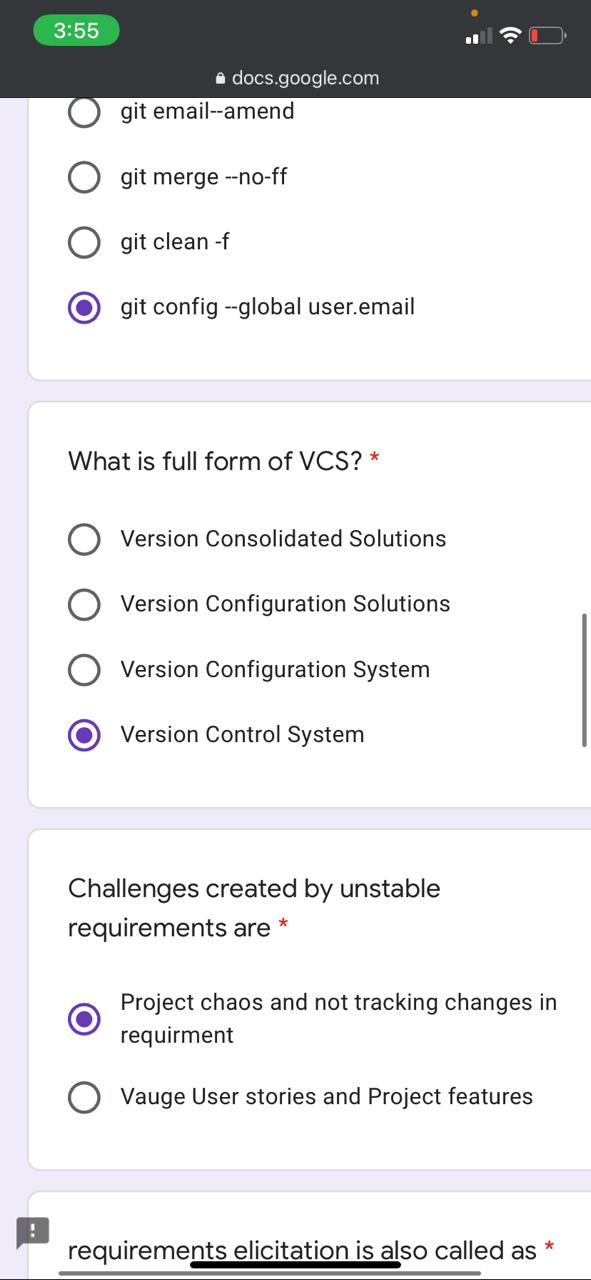 3:55
docs.google.com
git email--amend
git merge --no-ff
git clean -f
git config --global user.email
What is full form of VCS? *
Version Consolidated Solutions
Version Configuration Solutions
Version Configuration System
Version Control System
Challenges created by unstable
requirements are *
Project chaos and not tracking changes in
requirment
Vauge User stories and Project features
requirements elicitation is also called as *